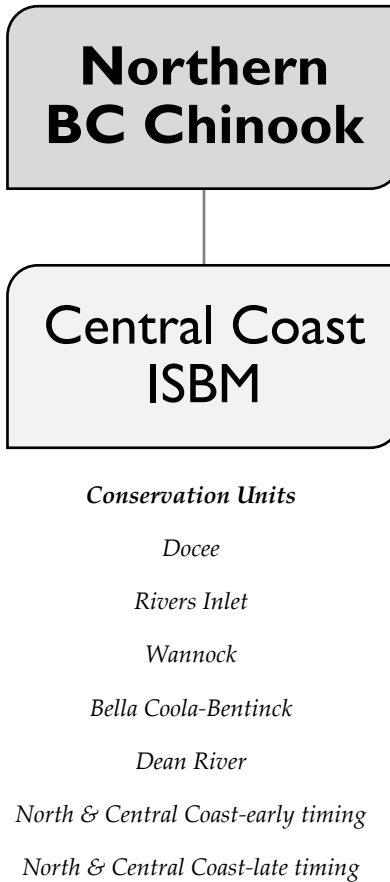 Northern
BC Chinook
Central Coast
ISBM
Conservation Units
Docee
Rivers Inlet
Wannock
Bella Coola-Bentinck
Dean River
North & Central Coast-early timing
North & Central Coast-late timing